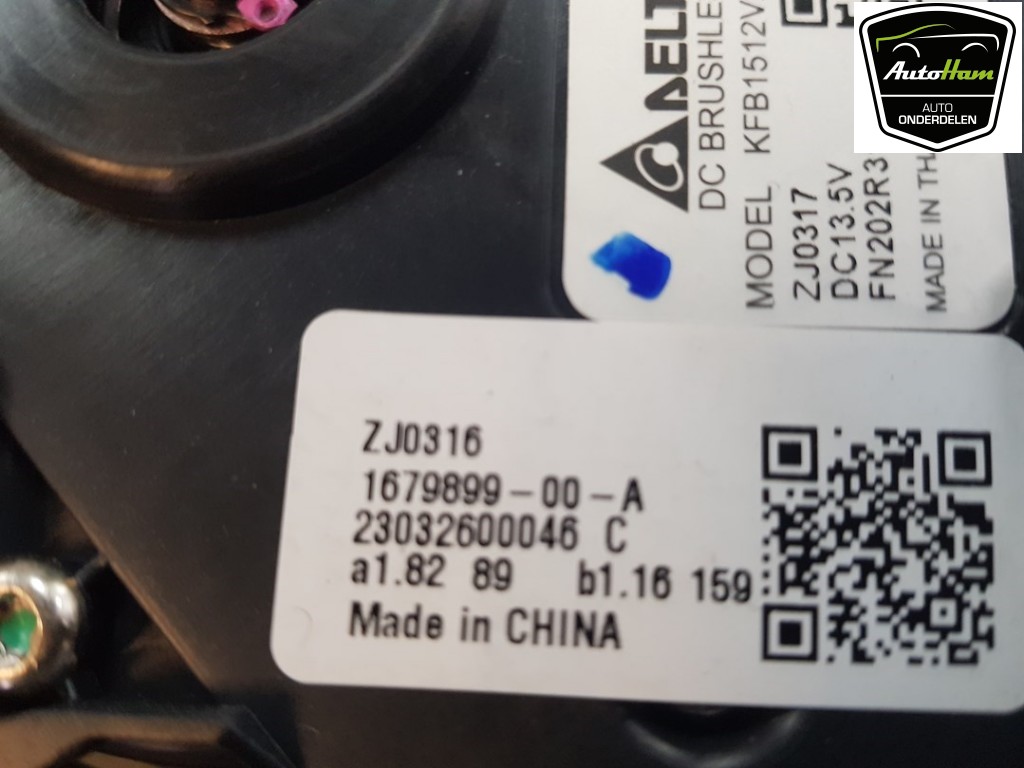 AutoHam
AUTO
ONDERDELEN
DC BRUSHLE
MODEL KFB1512V
ZJ0317
DC13.5V
FN202R3
MADE IN
ZJ0316
1679899-00-A
23032600046 C
a1.82 89 b1.16 159
Made in CHINA